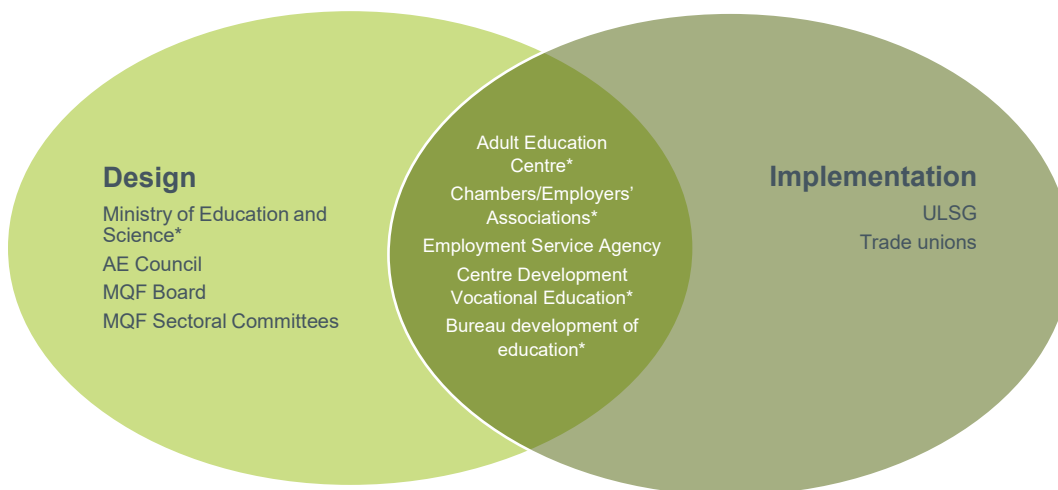 Design
Ministry of Education and
Science*
AE Council
MQF Board
MQF Sectoral Committees
Adult Education
Centre*
Chambers/Employers’
Associations*
Employment Service Agency
Centre Development
Vocational Education*
Bureau development of
education*
Implementation
ULSG
Trade unions